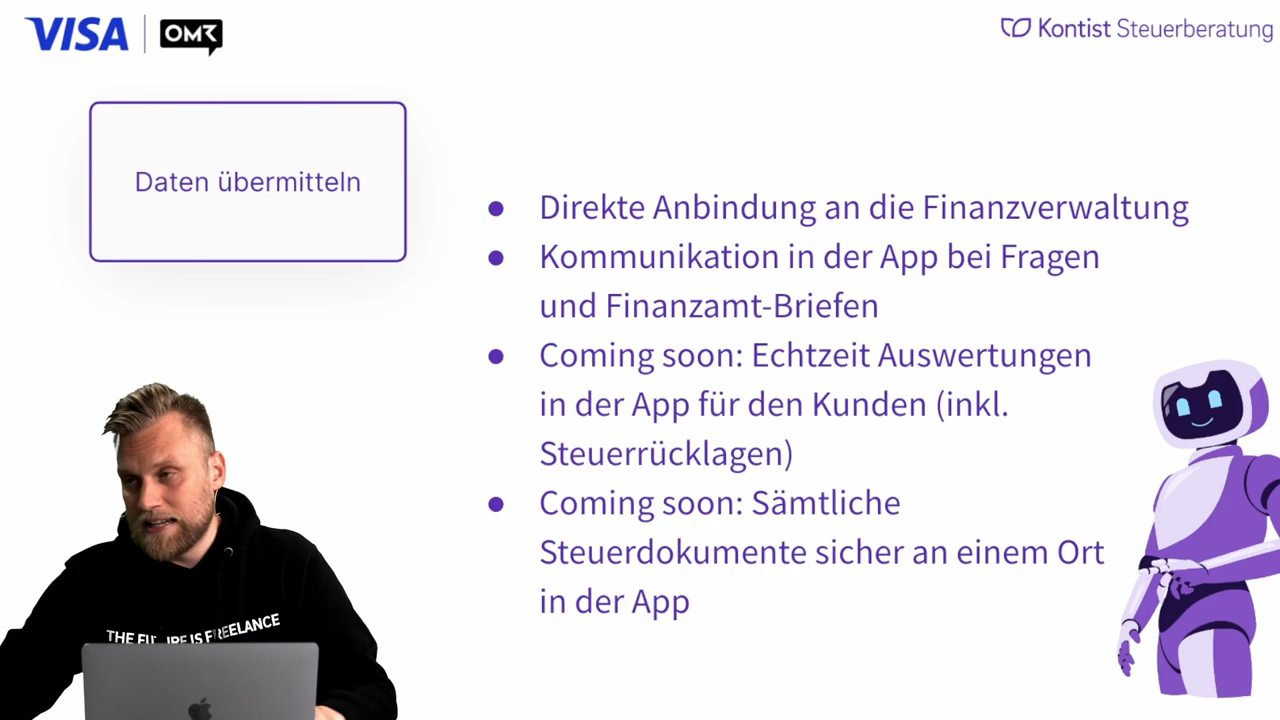 VISA
OMR
Kontist Steuerberatung
Daten übermitteln
● Direkte Anbindung an die Finanzverwaltung
● Kommunikation in der App bei Fragen
und Finanzamt-Briefen
● Coming soon: Echtzeit Auswertungen
in der App für den Kunden (inkl.
Steuerrücklagen)
● Coming soon: Sämtliche
Steuerdokumente sicher an einem Ort
in der App
THE FUTURE IS FREELANCE